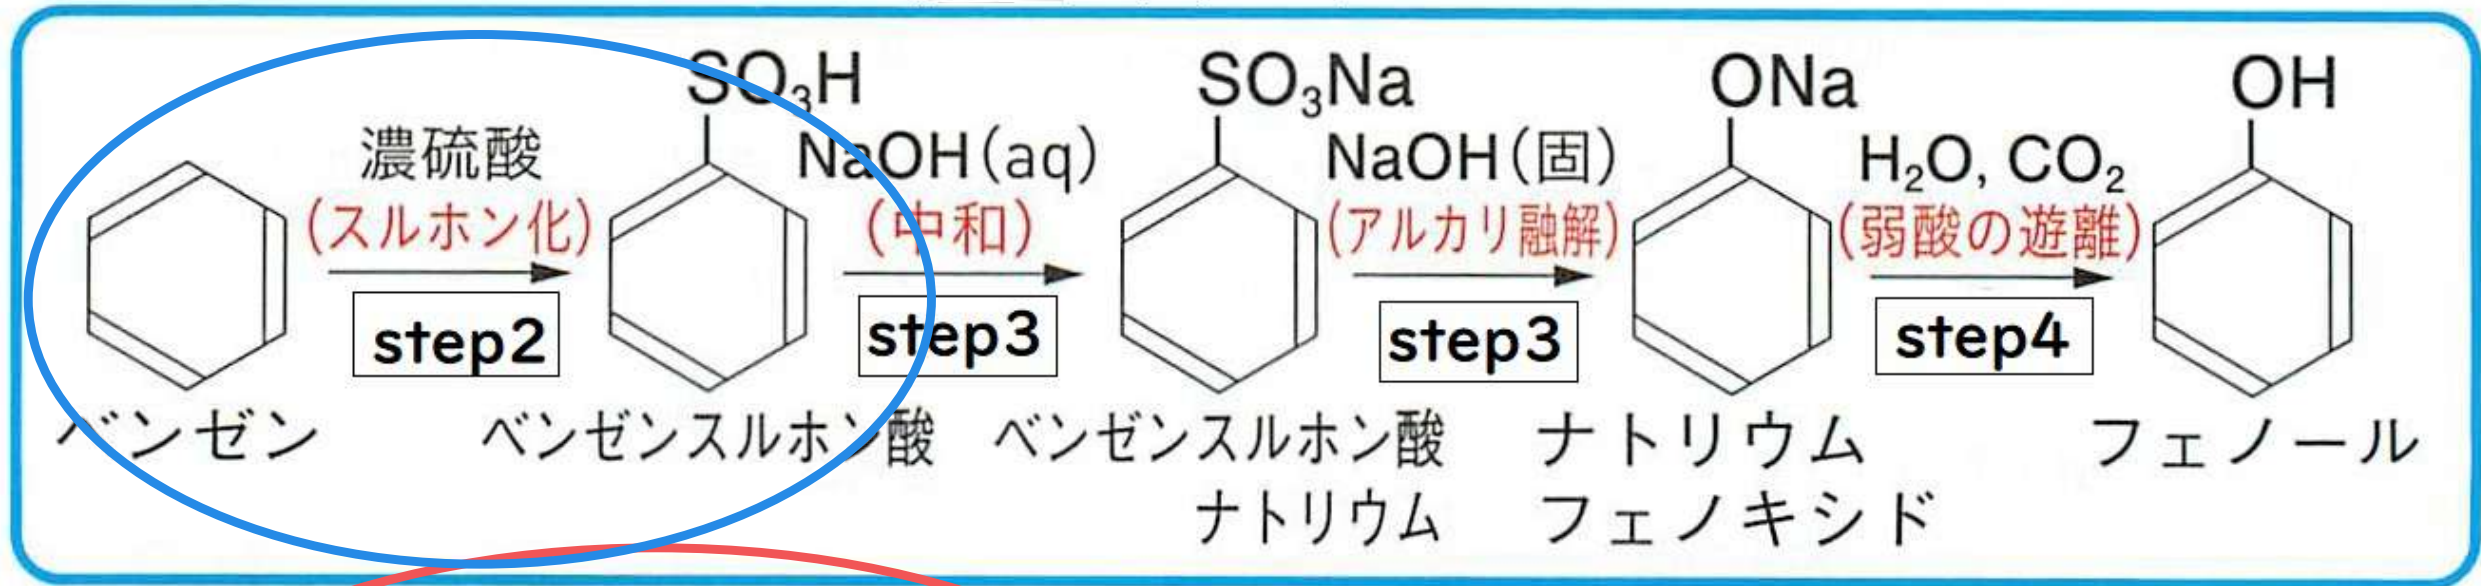 SO₃H
SO₃Na
ONa
OH
濃硫酸
NaOH(aq)
NaOH(固)
H₂O, CO₂
(スルホン化)
(中和)
(アルカリ融解)
(弱酸の遊離)
step2
step3
step3
step4
ベンゼン
ベンゼンスルホン酸
ベンゼンスルホン酸
ナトリウム
ナトリウム
フェノキシド
フェノール